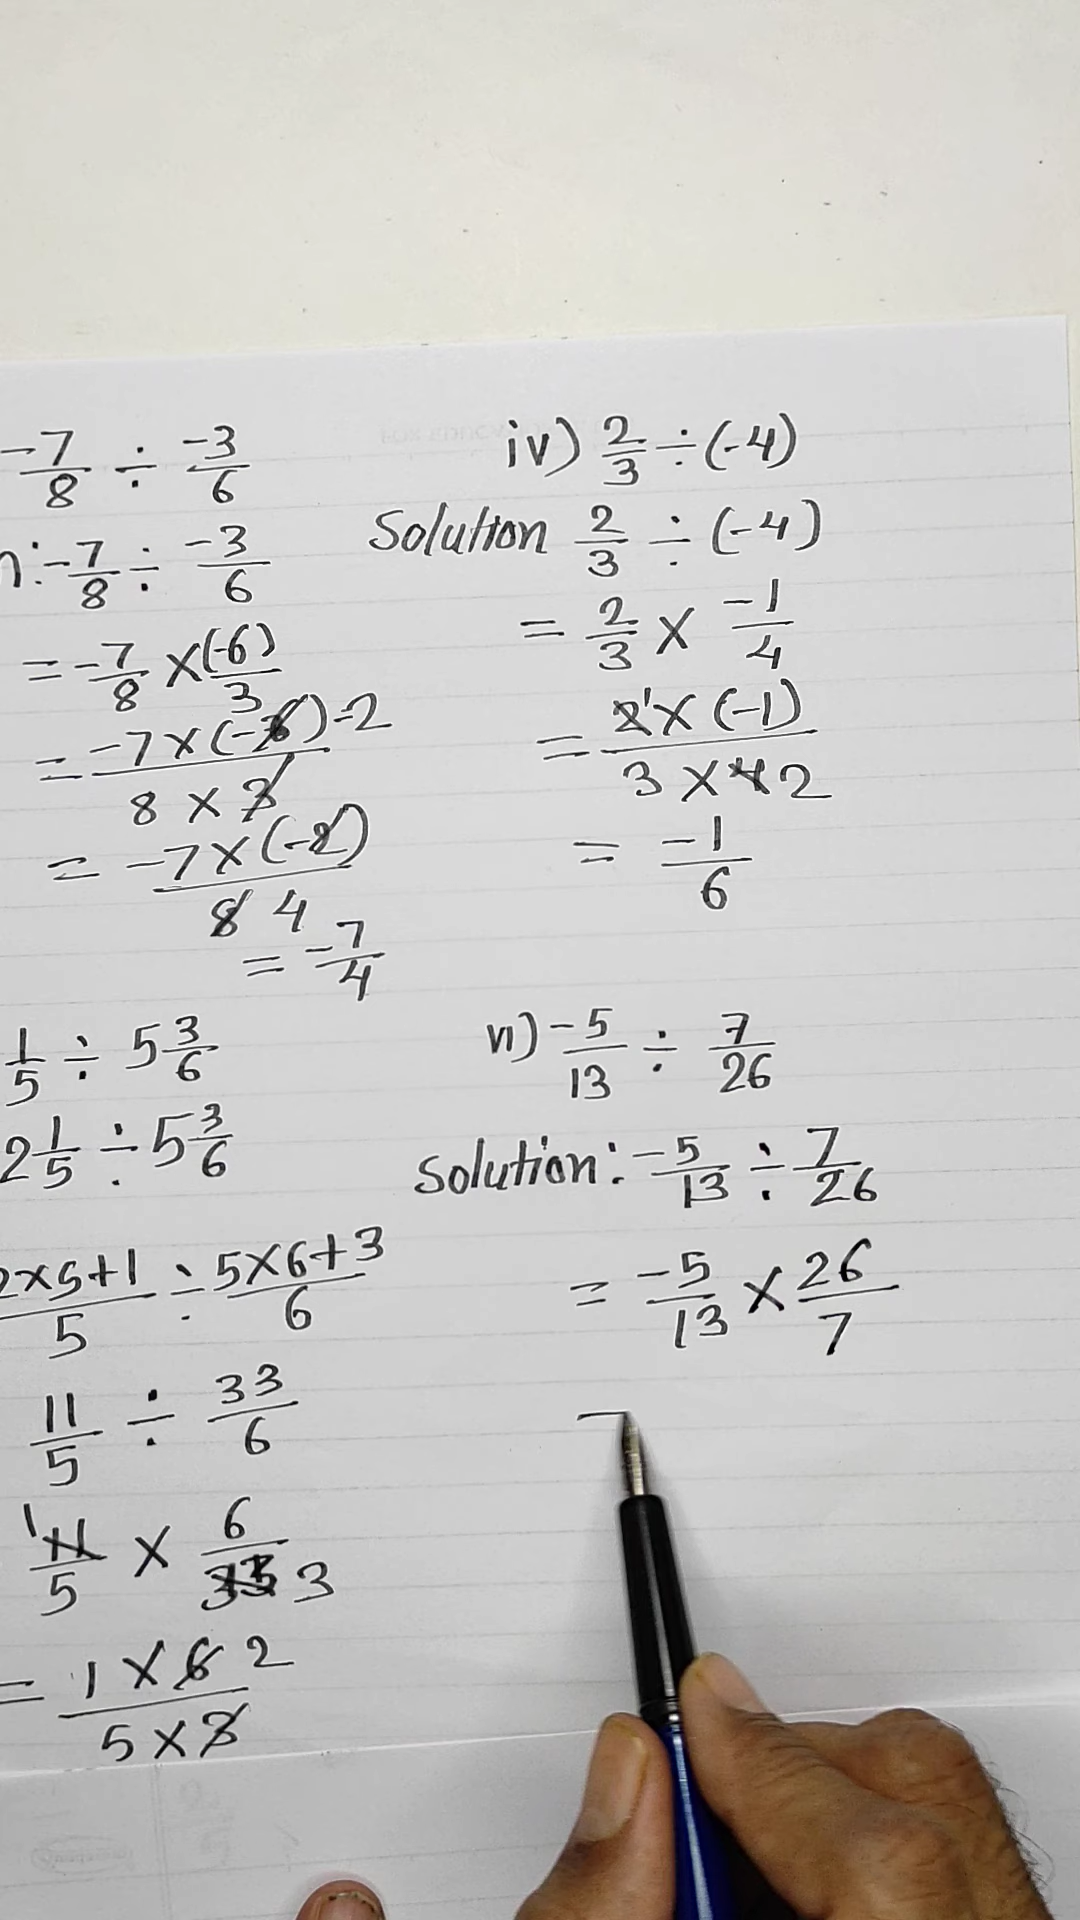 -7/8 ÷ -3/6
n: -7/8 ÷ -3/6
= -7/8 × (-6)/3
= -7 × (-6) -2 / 8 × 3
= -7 × (-2) / 8 4
= -7/4
1/5 ÷ 5 3/6
2 1/5 ÷ 5 3/6
2×5+1/5 ÷ 5×6+3/6
11/5 ÷ 33/6
1 11/5 × 6/33 3
= 1 × 6 2 / 5 × 3
iv) 2/3 ÷ (-4)
Solution 2/3 ÷ (-4)
= 2/3 × -1/4
= 2 1 × (-1) / 3 × 4 2
= -1/6
vi) -5/13 ÷ 7/26
Solution: -5/13 ÷ 7/26
= -5/13 × 26/7